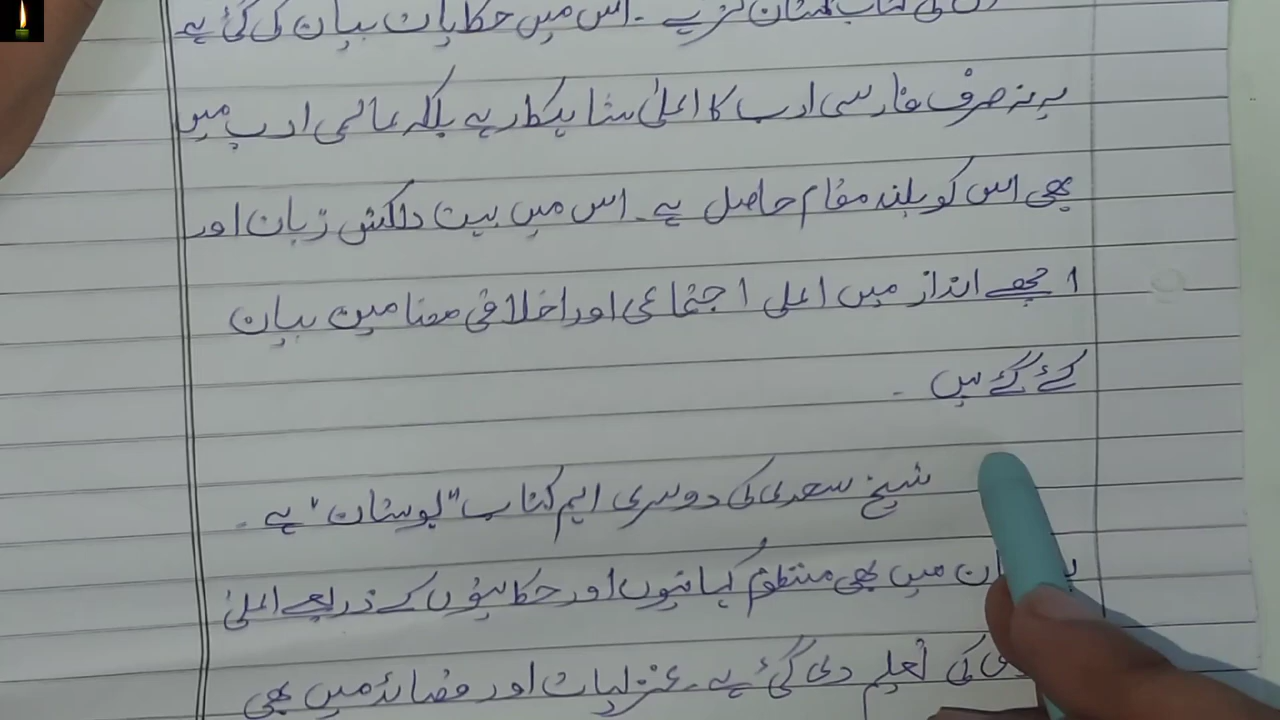 کی کتاب گلستان نثر ہے ۔ اس میں حکایات بیان کی گئی ہے
یہ نہ صرف فارسی ادب کا اعلیٰ شاہکار ہے بلکہ عالمی ادب میں
بھی اس کو بلند مقام حاصل ہے ۔ اس میں بہت دلکش زبان اور
اچھے انداز میں اعلی اجتماعی اور اخلاقی مضامین بیان
کئے گئے ہیں ۔
شیخ سعدی کی دوسری اہم کتاب "بوستان" ہے ۔
میں بھی منظوم کہانیوں اور حکایتوں کے ذریعے اعلیٰ
کی تعلیم دی گئی ہے ۔ غزلیات اور قصائد میں بھی